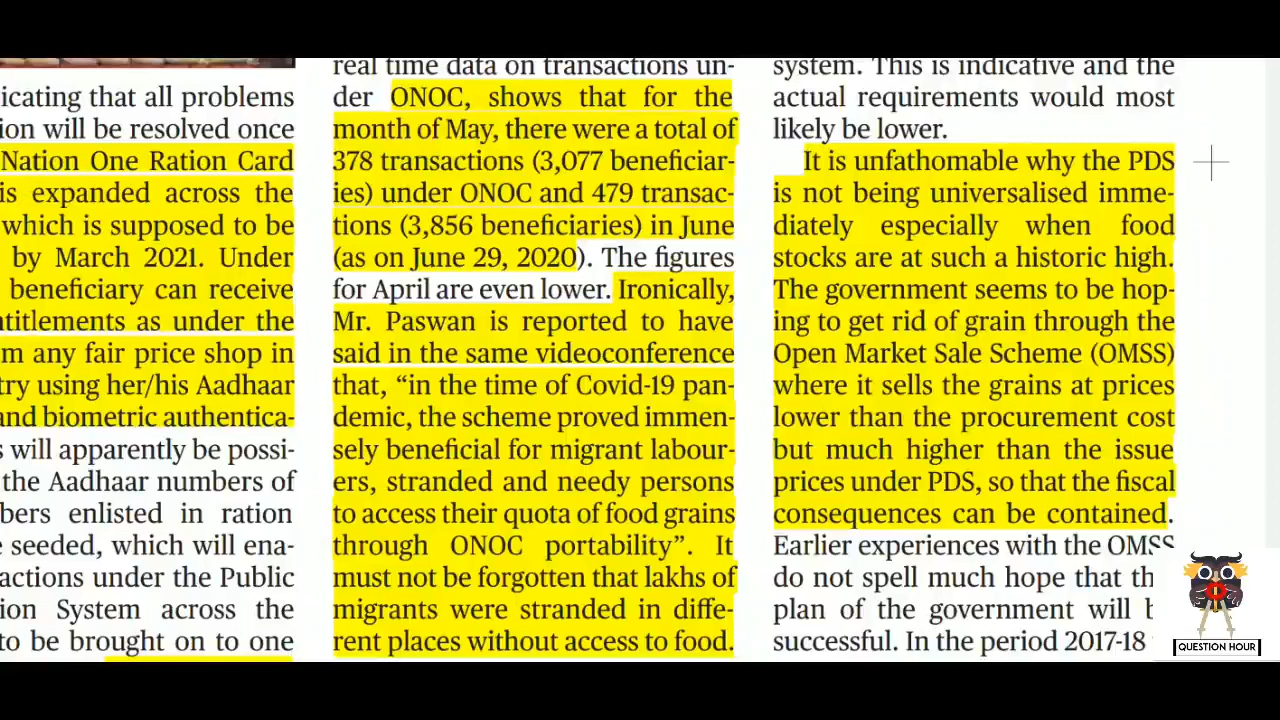 icating that all problems
ion will be resolved once
Nation One Ration Card
is expanded across the
which is supposed to be
by March 2021. Under
beneficiary can receive
ntitlements as under the
m any fair price shop in
try using her/his Aadhaar
and biometric authentica-
s will apparently be possi-
the Aadhaar numbers of
bers enlisted in ration
e seeded, which will ena-
actions under the Public
ion System across the
to be brought on to one
real time data on transactions un-
der ONOC, shows that for the
month of May, there were a total of
378 transactions (3,077 beneficiar-
ies) under ONOC and 479 transac-
tions (3,856 beneficiaries) in June
(as on June 29, 2020). The figures
for April are even lower. Ironically,
Mr. Paswan is reported to have
said in the same videoconference
that, “in the time of Covid-19 pan-
demic, the scheme proved immen-
sely beneficial for migrant labour-
ers, stranded and needy persons
to access their quota of food grains
through ONOC portability”. It
must not be forgotten that lakhs of
migrants were stranded in diffe-
rent places without access to food.
system. This is indicative and the
actual requirements would most
likely be lower.
It is unfathomable why the PDS
is not being universalised imme-
diately especially when food
stocks are at such a historic high.
The government seems to be hop-
ing to get rid of grain through the
Open Market Sale Scheme (OMSS)
where it sells the grains at prices
lower than the procurement cost
but much higher than the issue
prices under PDS, so that the fiscal
consequences can be contained.
Earlier experiences with the OMSS
do not spell much hope that th
plan of the government will b
successful. In the period 2017-18
QUESTION HOUR